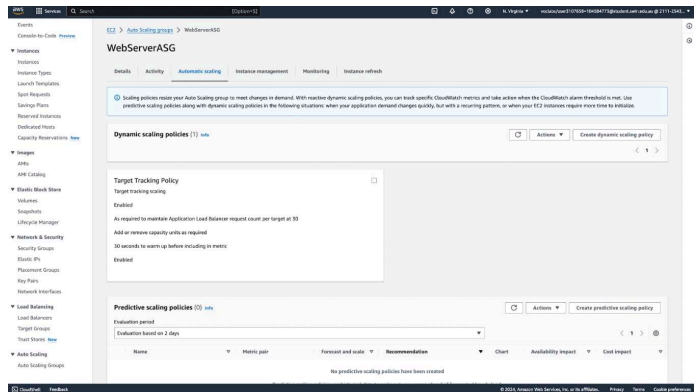 aws
Services
Search
[Option+S]
N. Virginia
EC2 > Auto Scaling groups > WebServerASG
Events
Console-to-Code Preview
Instances
Instances
Instance Types
Launch Templates
Spot Requests
Savings Plans
Reserved Instances
Dedicated Hosts
Capacity Reservations New
Images
AMIs
AMI Catalog
Elastic Block Store
Volumes
Snapshots
Lifecycle Manager
Network & Security
Security Groups
Elastic IPs
Placement Groups
Key Pairs
Network Interfaces
Load Balancing
Load Balancers
Target Groups
Trust Stores New
Auto Scaling
Auto Scaling Groups
WebServerASG
Details Activity Automatic scaling Instance management Monitoring Instance refresh
Scaling policies resize your Auto Scaling group to meet changes in demand. With reactive dynamic scaling policies, you can track specific CloudWatch metrics and take action when the CloudWatch alarm threshold is met. Use
predictive scaling policies along with dynamic scaling policies in the following situations: when your application demand changes quickly, but with a recurring pattern, or when your EC2 instances require more time to initialize.
Dynamic scaling policies (1) Info
Actions
Create dynamic scaling policy
1
Target Tracking Policy
Target tracking scaling
Enabled
As required to maintain Application Load Balancer request count per target at 30
Add or remove capacity units as required
30 seconds to warm up before including in metric
Enabled
Predictive scaling policies (0) Info
Actions
Create predictive scaling policy
Evaluation period
Evaluation based on 2 days
1
Name Metric pair Forecast and scale Recommendation Chart Availability impact Cost impact
No predictive scaling policies have been created
CloudShell Feedback
© 2024, Amazon Web Services, Inc. or its affiliates. Privacy Terms Cookie preferences